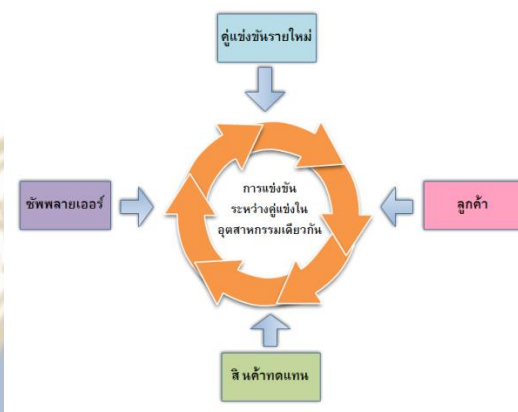 คู่แข่งขันรายใหม่
การแข่งขัน
ระหว่างคู่แข่งใน
อุตสาหกรรมเดียวกัน
ซัพพลายเออร์
ลูกค้า
สินค้าทดแทน